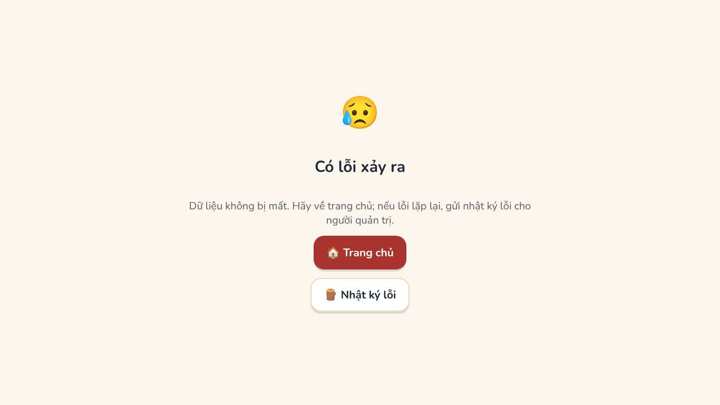 Có lỗi xảy ra
Dữ liệu không bị mất. Hãy về trang chủ; nếu lỗi lặp lại, gửi nhật ký lỗi cho
người quản trị.
Trang chủ
Nhật ký lỗi